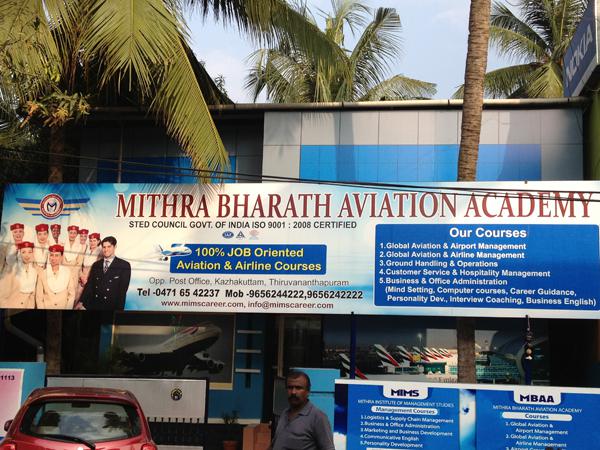 NOKIA
MITHRA BHARATH AVIATION ACADEMY
STED COUNCIL GOVT. OF INDIA ISO 9001 : 2008 CERTIFIED
100% JOB Oriented
Aviation & Airline Courses
Opp. Post Office, Kazhakuttam, Thiruvananthapuram
Tel -0471 65 42237 Mob -9656244222,9656242222
www.mimscareer.com, info@mimscareer.com
Our Courses
1.Global Aviation & Airport Management
2.Global Aviation & Airline Management
3.Ground Handling & Operations
4.Customer Service & Hospitality Management
5.Business & Office Administration
(Mind Setting, Computer courses, Career Guidance,
Personality Dev., Interview Coaching, Business English)
1113
MIMS
MITHRA INSTITUTE OF MANAGEMENT STUDIES
Management Courses
1.Logistics & Supply Chain Management
2.Business & Office Administration
3.Marketing and Business Development
4.Communicative English
5.Personality Development
MBAA
MITHRA BHARATH AVIATION ACADEMY
Courses
1.Global Aviation &
Airport Management
2.Global Aviation &
Airline Management